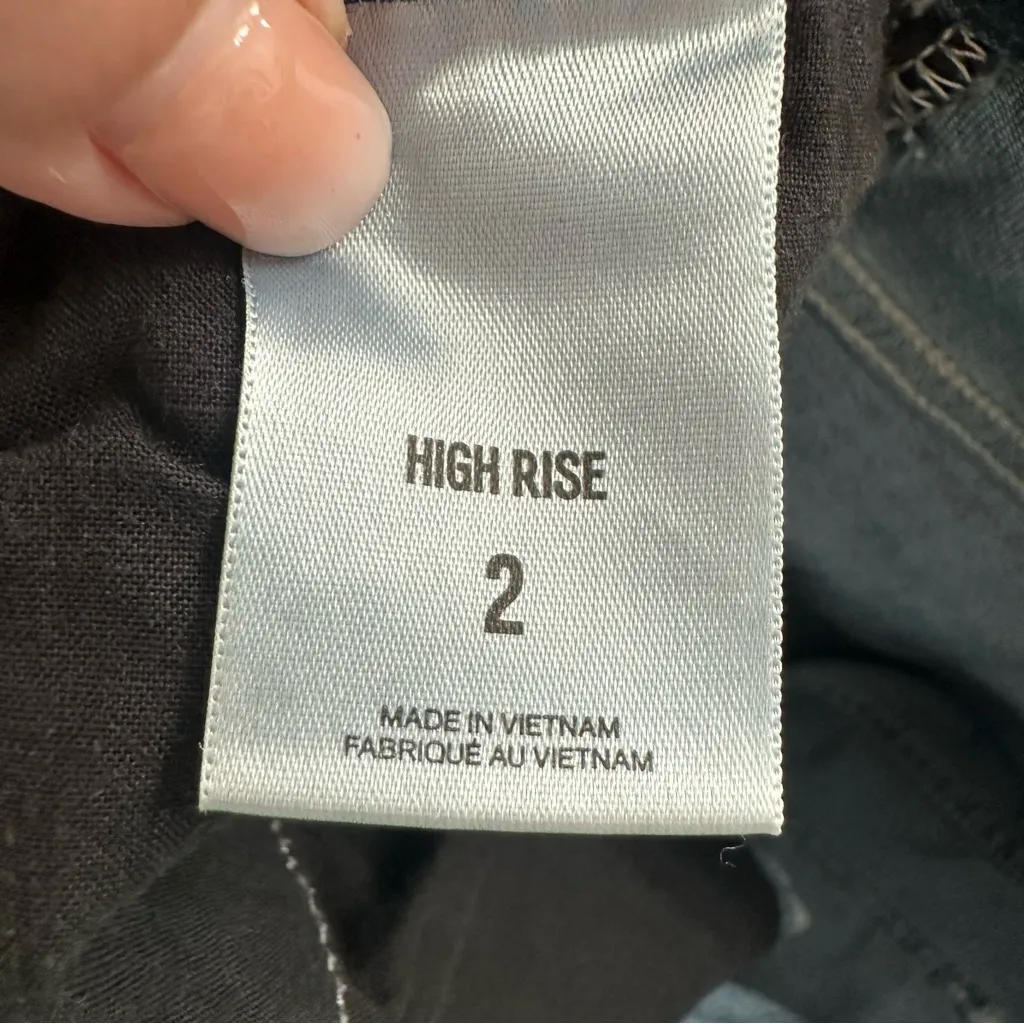 HIGH RISE
2
MADE IN VIETNAM
FABRIQUÉ AU VIETNAM